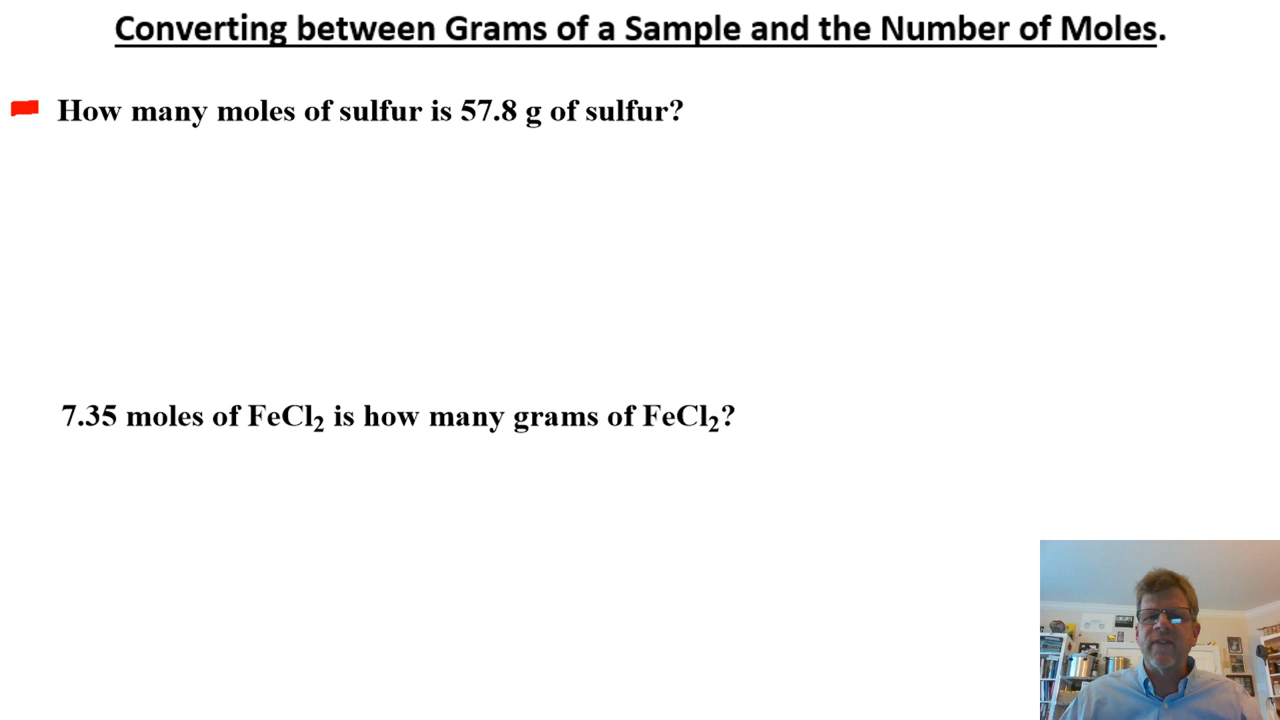 Converting between Grams of a Sample and the Number of Moles.
How many moles of sulfur is 57.8 g of sulfur?
7.35 moles of FeCl₂ is how many grams of FeCl₂?